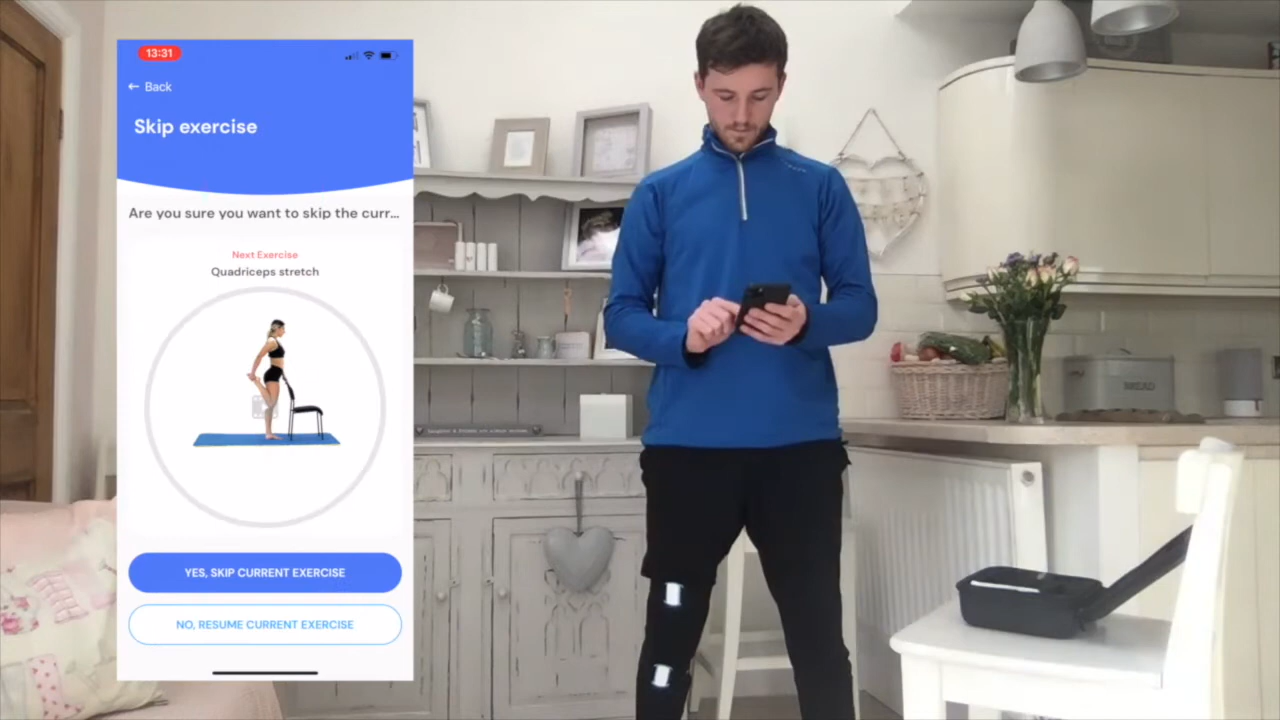 13:31
← Back
Skip exercise
Are you sure you want to skip the curr...
Next Exercise
Quadriceps stretch
YES, SKIP CURRENT EXERCISE
NO, RESUME CURRENT EXERCISE
BREAD